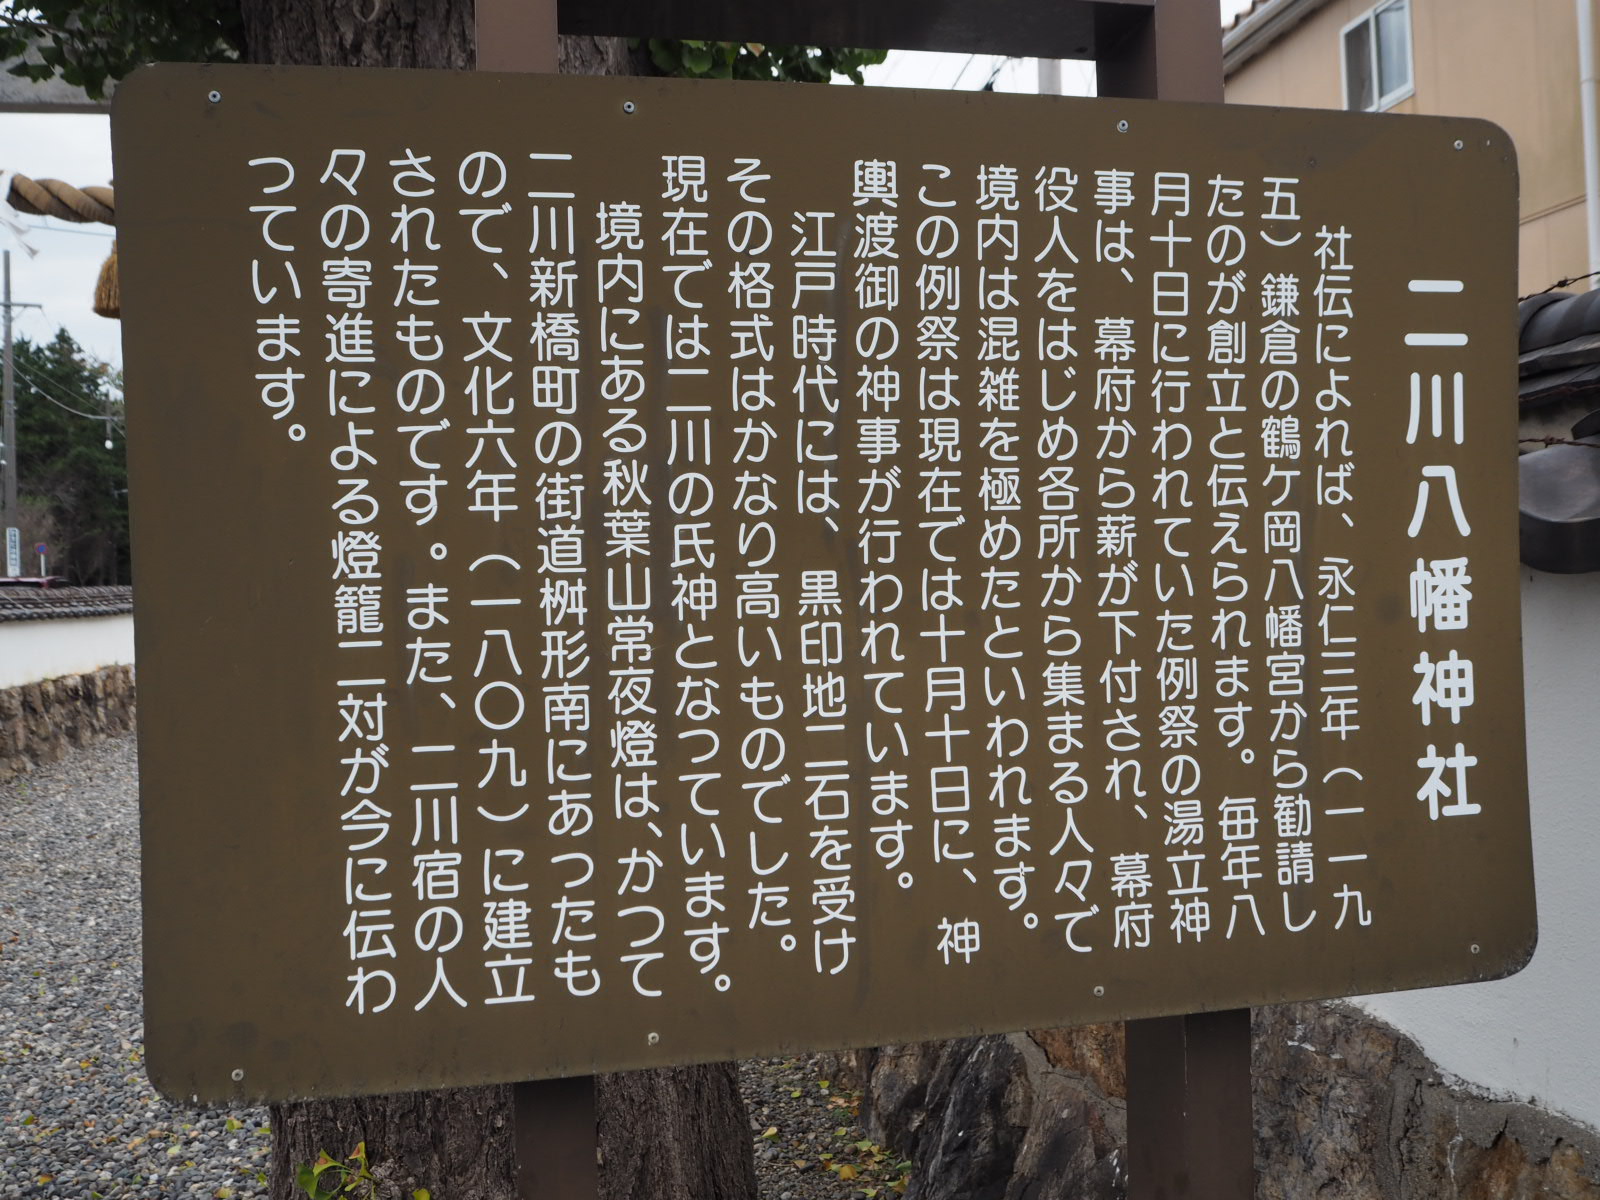 二川八幡神社
社伝によれば、永仁三年（一一九
五）鎌倉の鶴ケ岡八幡宮から勧請し
たのが創立と伝えられます。毎年八
月十日に行われていた例祭の湯立神
事は、幕府から薪が下付され、幕府
役人をはじめ各所から集まる人々で
境内は混雑を極めたといわれます。
この例祭は現在では十月十日に、神
輿渡御の神事が行われています。
江戸時代には、黒印地二石を受け
その格式はかなり高いものでした。
現在では二川の氏神となっています。
境内にある秋葉山常夜燈は、かつて
二川新橋町の街道桝形南にあったも
ので、文化六年（一八〇九）に建立
されたものです。また、二川宿の人
々の寄進による燈籠二対が今に伝わ
っています。